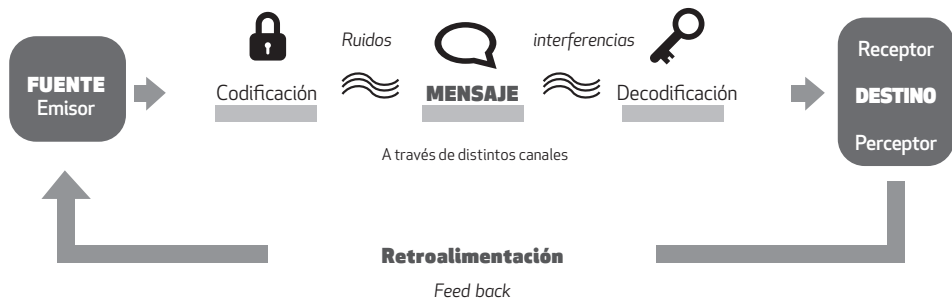 FUENTE
Emisor
Codificación
Ruidos
MENSAJE
interferencias
Decodificación
Receptor
DESTINO
Perceptor
A través de distintos canales
Retroalimentación
Feed back